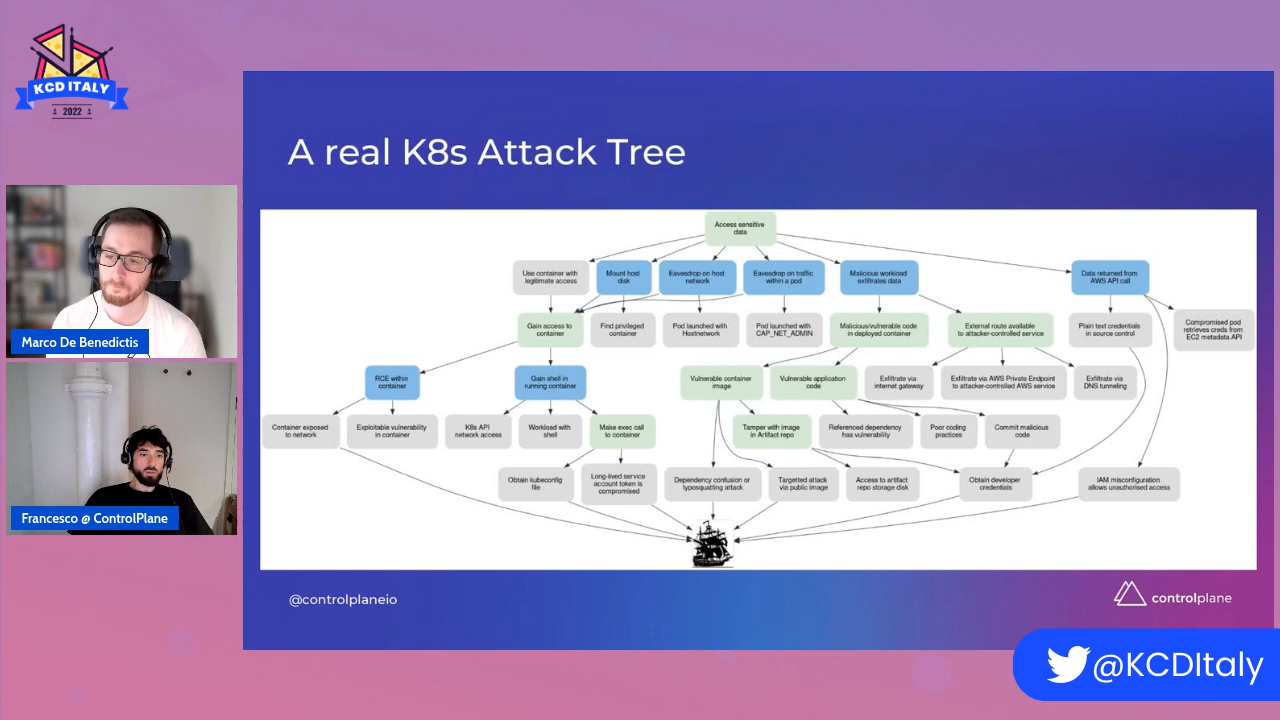 KCD ITALY
2022
A real K8s Attack Tree
Access sensitive
data
Use container with
legitimate access
Mount host
disk
Eavesdrop on host
network
Eavesdrop on traffic
within a pod
Malicious workload
exfiltrates data
Data returned from
AWS API call
Gain access to
container
Find privileged
container
Pod launched with
Hostnetwork
Pod launched with
CAP_NET_ADMIN
Malicious/vulnerable code
in deployed container
External route available
to attacker-controlled service
Plain text credentials
in source control
Compromised pod
retrieves creds from
EC2 metadata API
RCE within
container
Gain shell in
running container
Vulnerable container
image
Vulnerable application
code
Exfiltrate via
internet gateway
Exfiltrate via AWS Private Endpoint
to attacker-controlled AWS service
Exfiltrate via
DNS tunneling
Container exposed
to network
Exploitable vulnerability
in container
K8s API
network access
Workload with
shell
Make exec call
to container
Tamper with image
in Artifact repo
Referenced dependency
has vulnerability
Poor coding
practices
Commit malicious
code
Obtain kubeconfig
file
Long-lived service
account token is
compromised
Dependency confusion or
typosquatting attack
Targetted attack
via public image
Access to artifact
repo storage disk
Obtain developer
credentials
IAM misconfiguration
allows unauthorised access
@controlplaneio
controlplane
Marco De Benedictis
Francesco @ ControlPlane
@KCDItaly